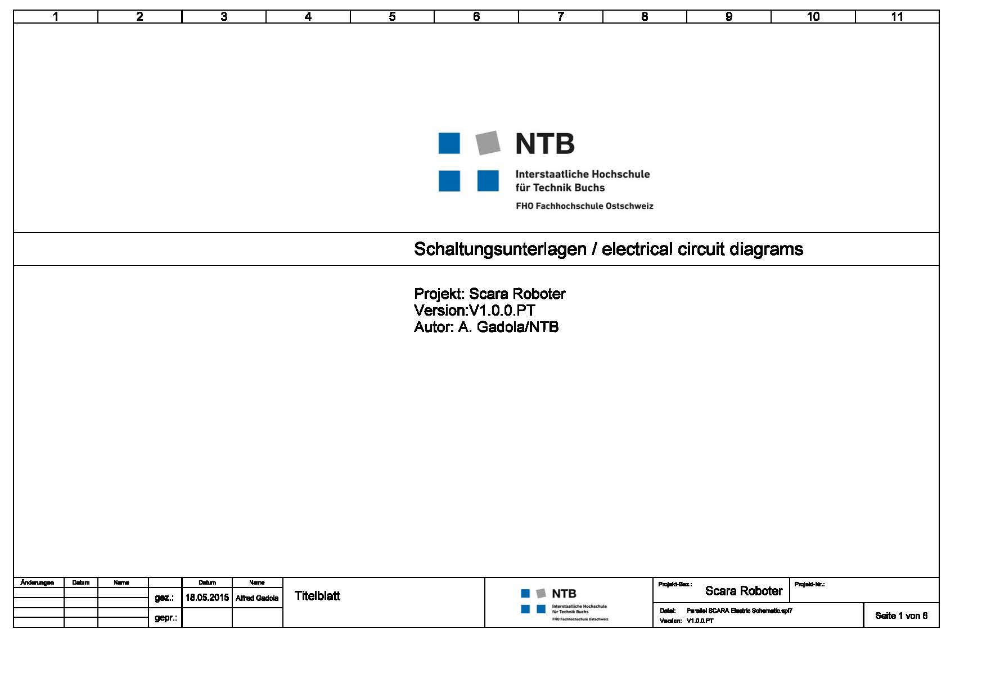 1 2 3 4 5 6 7 8 9 10 11
NTB
Interstaatliche Hochschule
für Technik Buchs
FHO Fachhochschule Ostschweiz
Schaltungsunterlagen / electrical circuit diagrams
Projekt: Scara Roboter
Version:V1.0.0.PT
Autor: A. Gadola/NTB
Änderungen Datum Name Datum Name
gez.: 18.05.2015 Alfred Gadola
gepr.:
Titelblatt
NTB
Interstaatliche Hochschule
für Technik Buchs
FHO Fachhochschule Ostschweiz
Projekt-Bez.: Scara Roboter
Projekt-Nr.:
Datei: Parallel SCARA Electric Schematic.spl7
Version: V1.0.0.PT
Seite 1 von 6